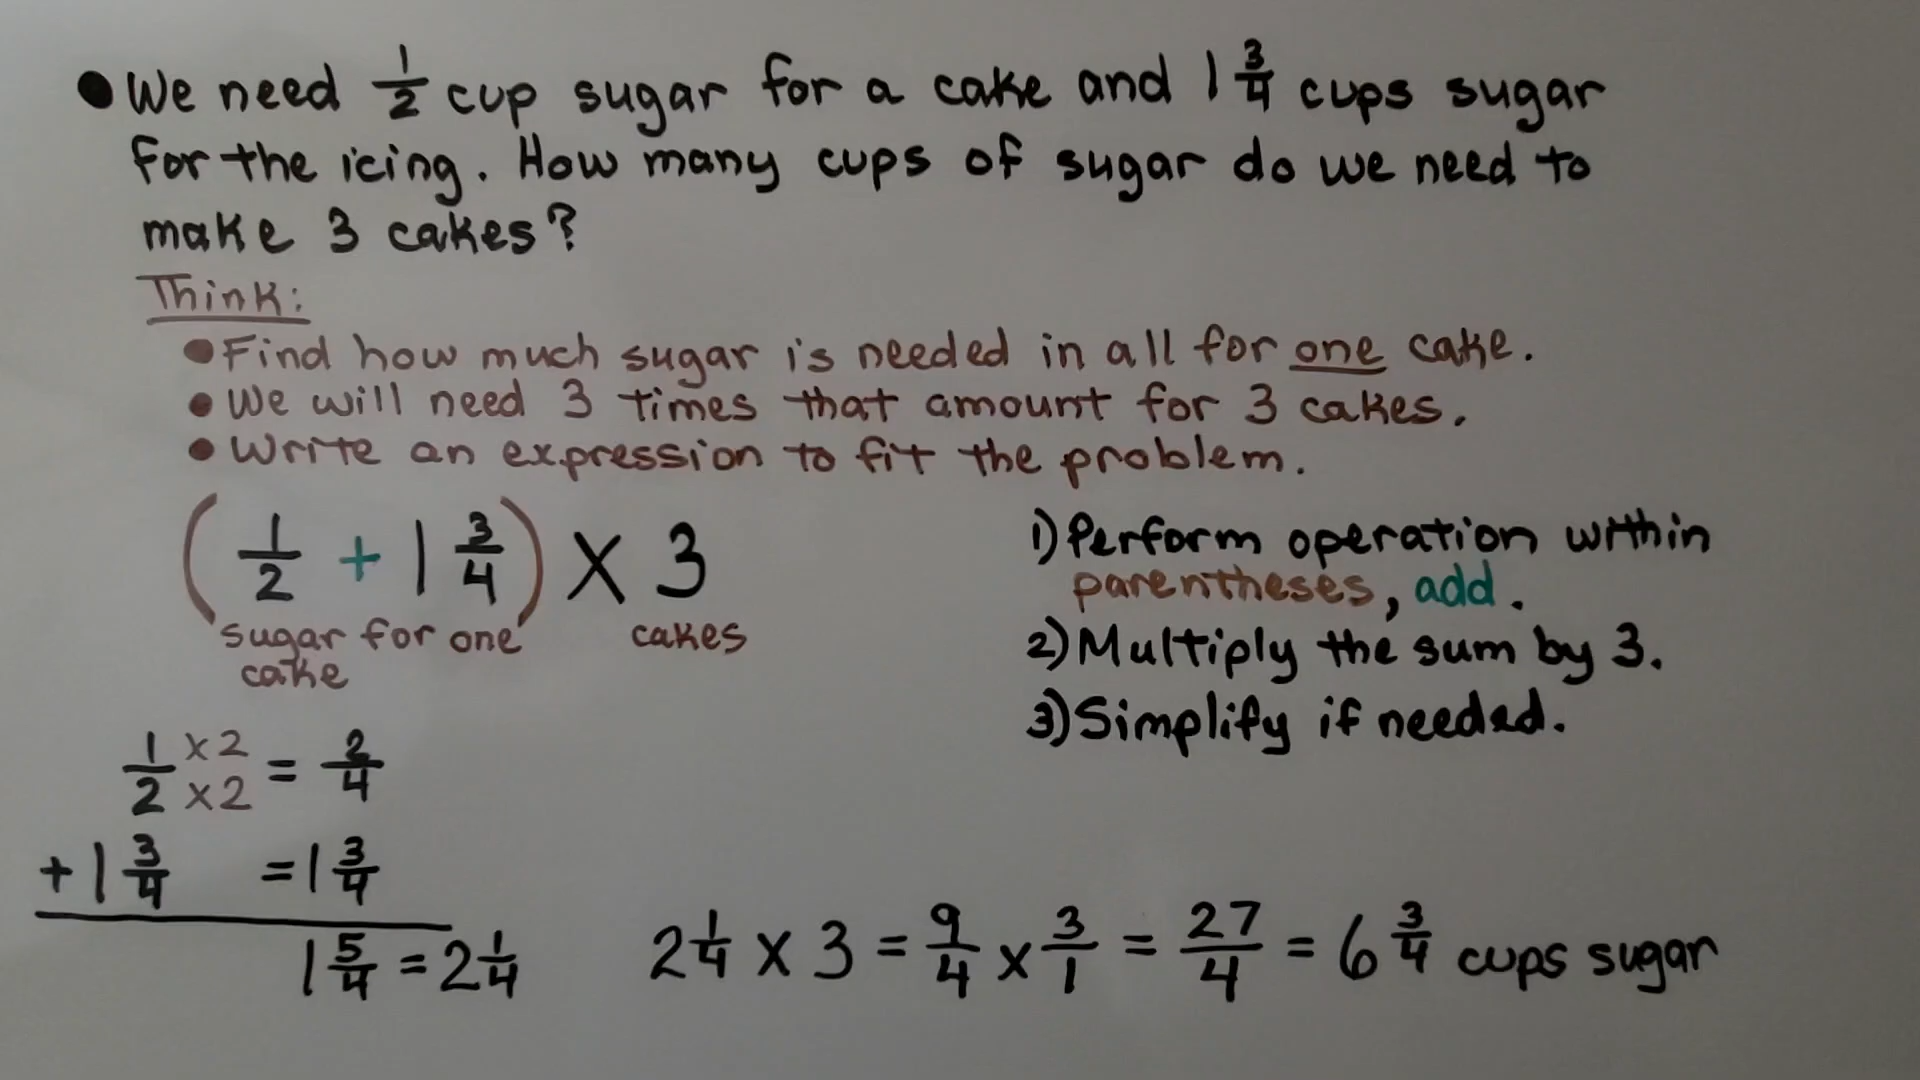 ● We need 1/2 cup sugar for a cake and 1 3/4 cups sugar
for the icing. How many cups of sugar do we need to
make 3 cakes?
Think:
● Find how much sugar is needed in all for one cake.
● We will need 3 times that amount for 3 cakes.
● Write an expression to fit the problem.
(1/2 + 1 3/4) × 3
sugar for one cakes
cake
1) Perform operation within
parentheses, add.
2) Multiply the sum by 3.
3) Simplify if needed.
1/2 ×2/×2 = 2/4
+ 1 3/4 = 1 3/4
1 5/4 = 2 1/4
2 1/4 × 3 = 9/4 × 3/1 = 27/4 = 6 3/4 cups sugar